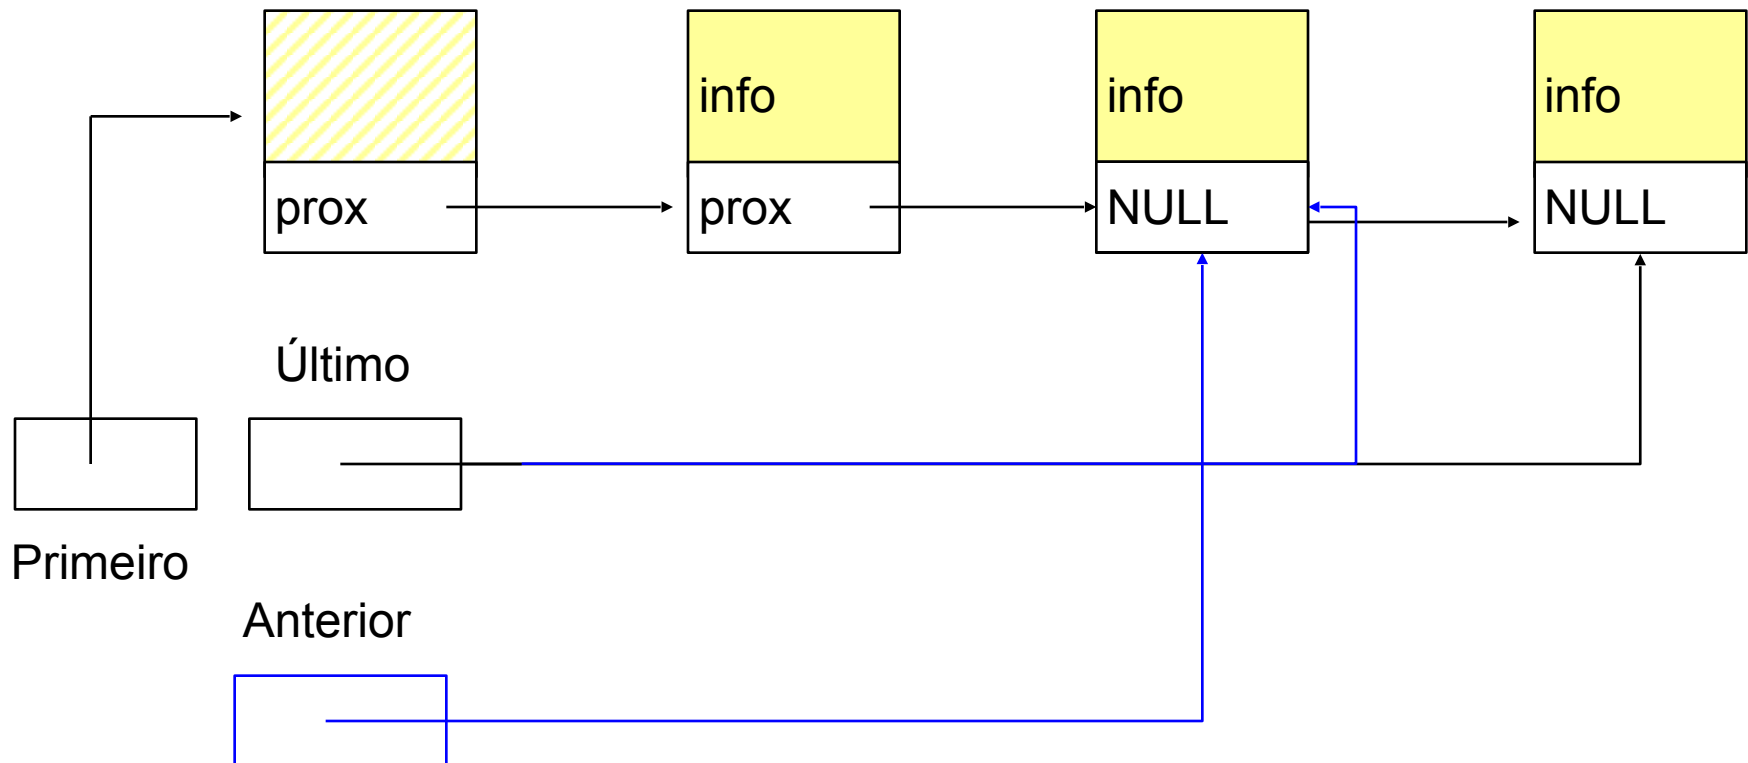 info
info
info
prox
prox
NULL
NULL
Último
Primeiro
Anterior